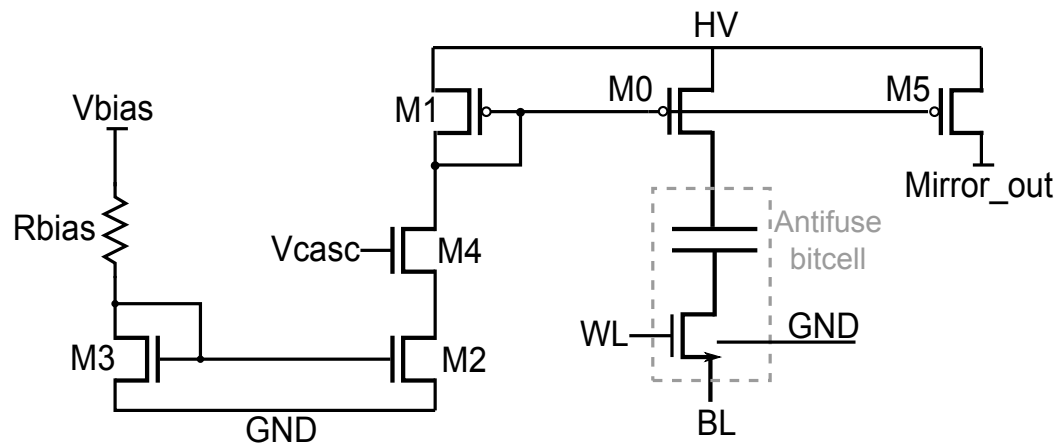 HV
M1
M0
M5
Vbias
Mirror_out
Rbias
Antifuse
bitcell
Vcasc
M4
WL
GND
M3
M2
BL
GND